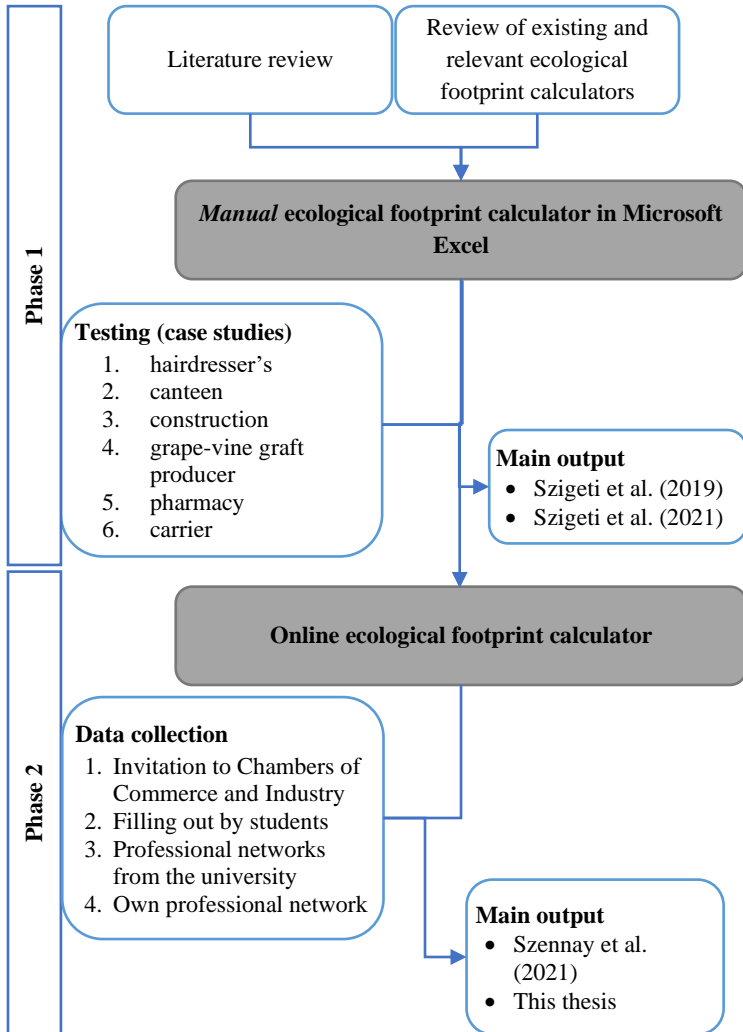 Phase 1
Literature review
Review of existing and
relevant ecological
footprint calculators
Manual ecological footprint calculator in Microsoft
Excel
Testing (case studies)
1. hairdresser's
2. canteen
3. construction
4. grape-vine graft
producer
5. pharmacy
6. carrier
Main output
• Szigeti et al. (2019)
• Szigeti et al. (2021)
Phase 2
Online ecological footprint calculator
Data collection
1. Invitation to Chambers of
Commerce and Industry
2. Filling out by students
3. Professional networks
from the university
4. Own professional network
Main output
• Szennay et al.
(2021)
• This thesis